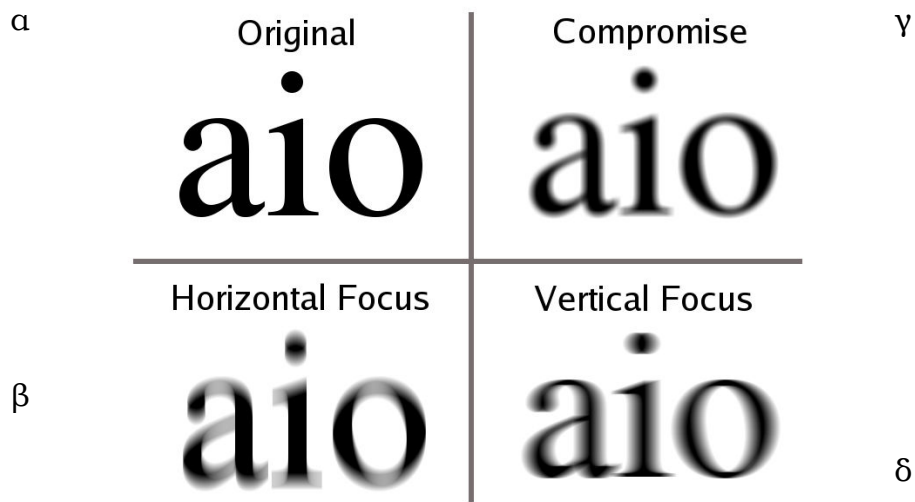 α
Original
aio
γ
Compromise
aio
β
Horizontal Focus
aio
Vertical Focus
aio
δ